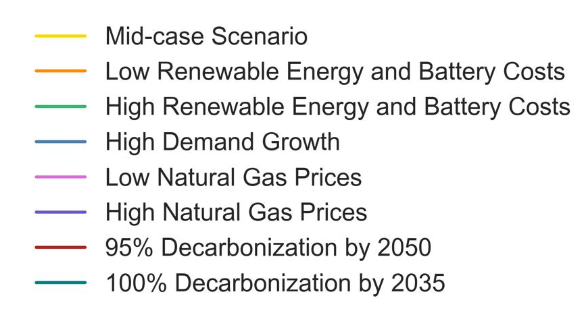 Mid-case Scenario
Low Renewable Energy and Battery Costs
High Renewable Energy and Battery Costs
High Demand Growth
Low Natural Gas Prices
High Natural Gas Prices
95% Decarbonization by 2050
100% Decarbonization by 2035